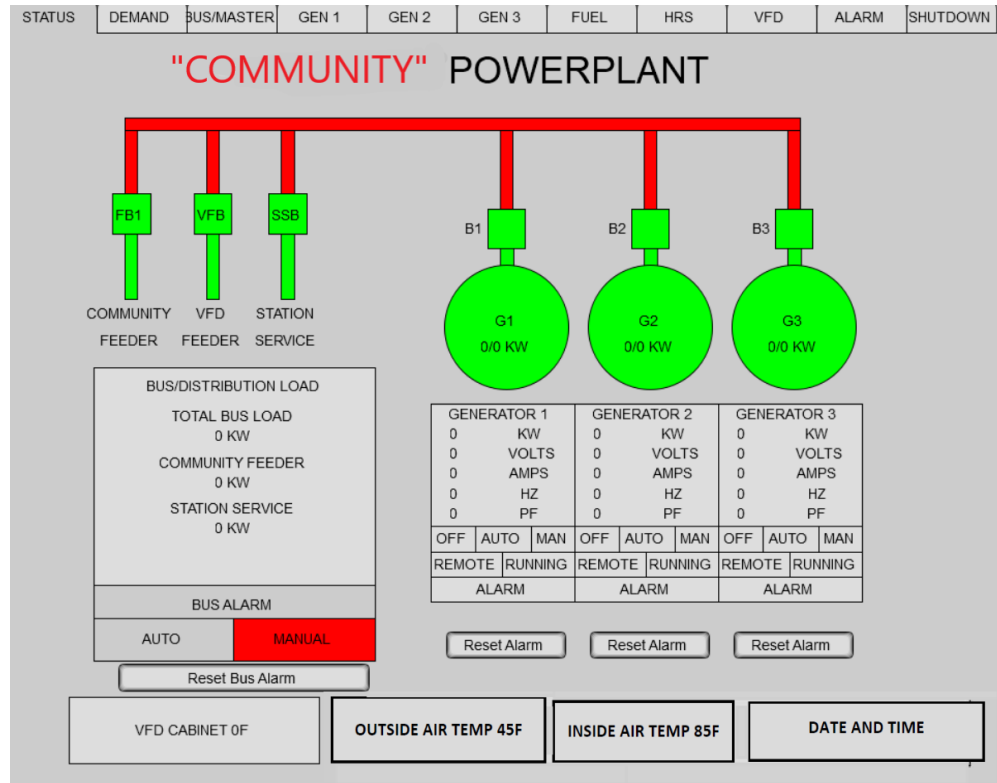 STATUS DEMAND BUS/MASTER GEN 1 GEN 2 GEN 3 FUEL HRS VFD ALARM SHUTDOWN
"COMMUNITY" POWERPLANT
FB1 VFB SSB
B1 B2 B3
COMMUNITY FEEDER
VFD FEEDER
STATION SERVICE
G1
0/0 KW
G2
0/0 KW
G3
0/0 KW
BUS/DISTRIBUTION LOAD
TOTAL BUS LOAD
0 KW
COMMUNITY FEEDER
0 KW
STATION SERVICE
0 KW
BUS ALARM
AUTO MANUAL
Reset Bus Alarm
GENERATOR 1
0 KW
0 VOLTS
0 AMPS
0 HZ
0 PF
OFF AUTO MAN
REMOTE RUNNING
ALARM
Reset Alarm
GENERATOR 2
0 KW
0 VOLTS
0 AMPS
0 HZ
0 PF
OFF AUTO MAN
REMOTE RUNNING
ALARM
Reset Alarm
GENERATOR 3
0 KW
0 VOLTS
0 AMPS
0 HZ
0 PF
OFF AUTO MAN
REMOTE RUNNING
ALARM
Reset Alarm
VFD CABINET 0F
OUTSIDE AIR TEMP 45F
INSIDE AIR TEMP 85F
DATE AND TIME